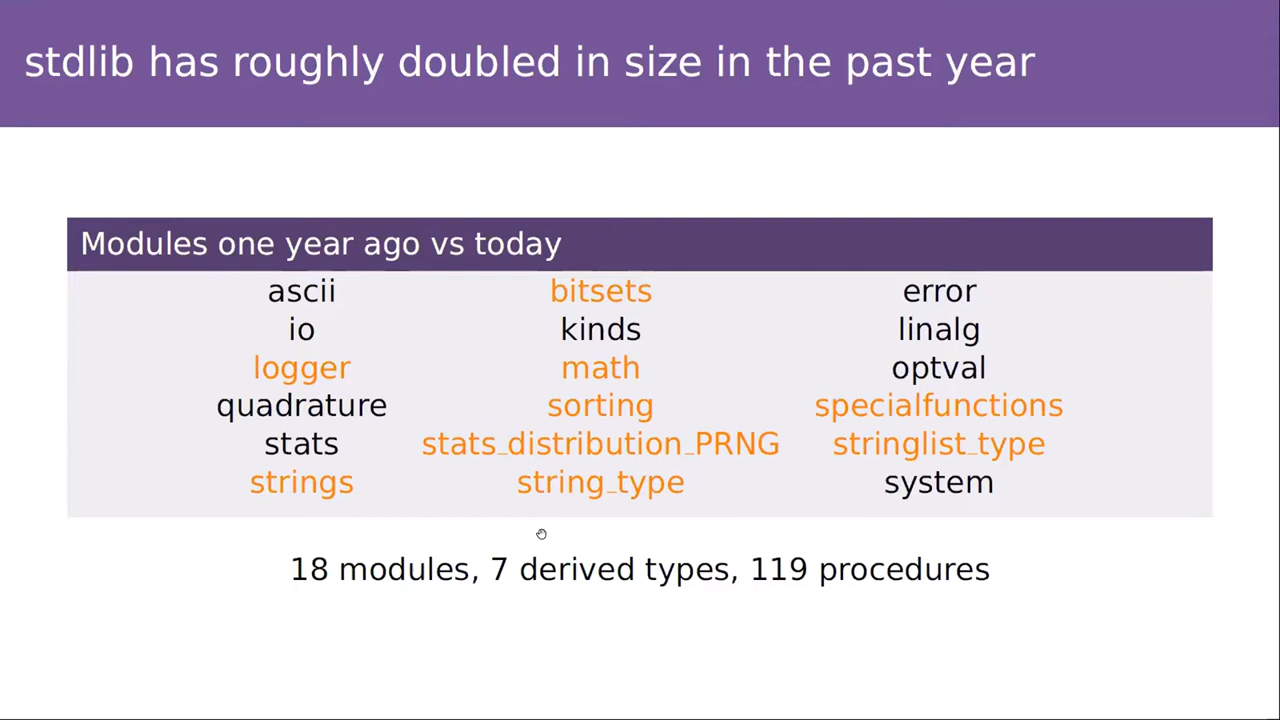 stdlib has roughly doubled in size in the past year
Modules one year ago vs today
ascii bitsets error
io kinds linalg
logger math optval
quadrature sorting specialfunctions
stats stats_distribution_PRNG stringlist_type
strings string_type system
18 modules, 7 derived types, 119 procedures